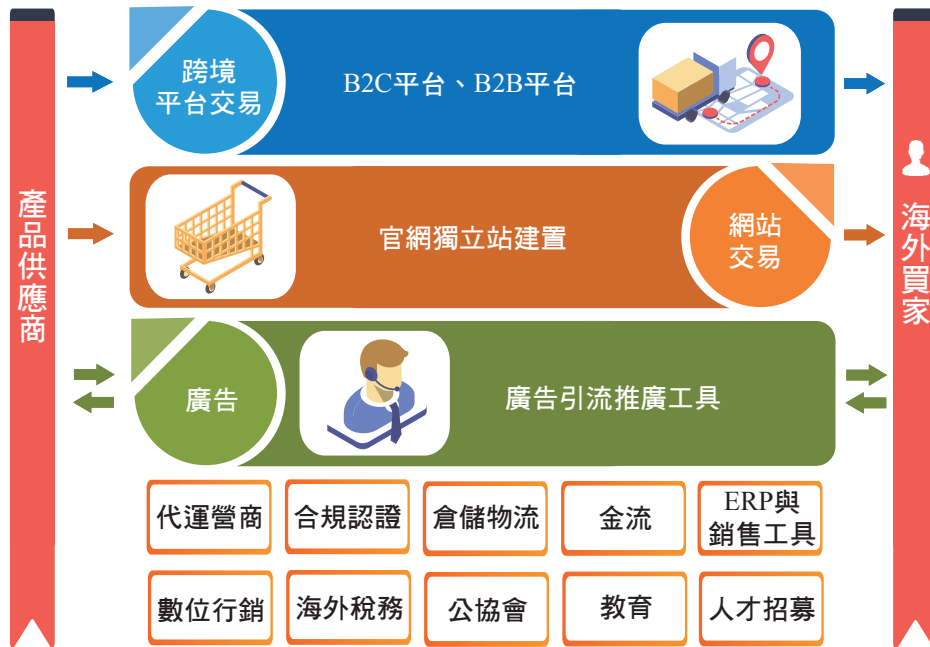 產品供應商
跨境
平台交易
B2C平台、B2B平台
官網獨立站建置
網站
交易
廣告
廣告引流推廣工具
海外買家
代運營商
合規認證
倉儲物流
金流
ERP與
銷售工具
數位行銷
海外稅務
公協會
教育
人才招募